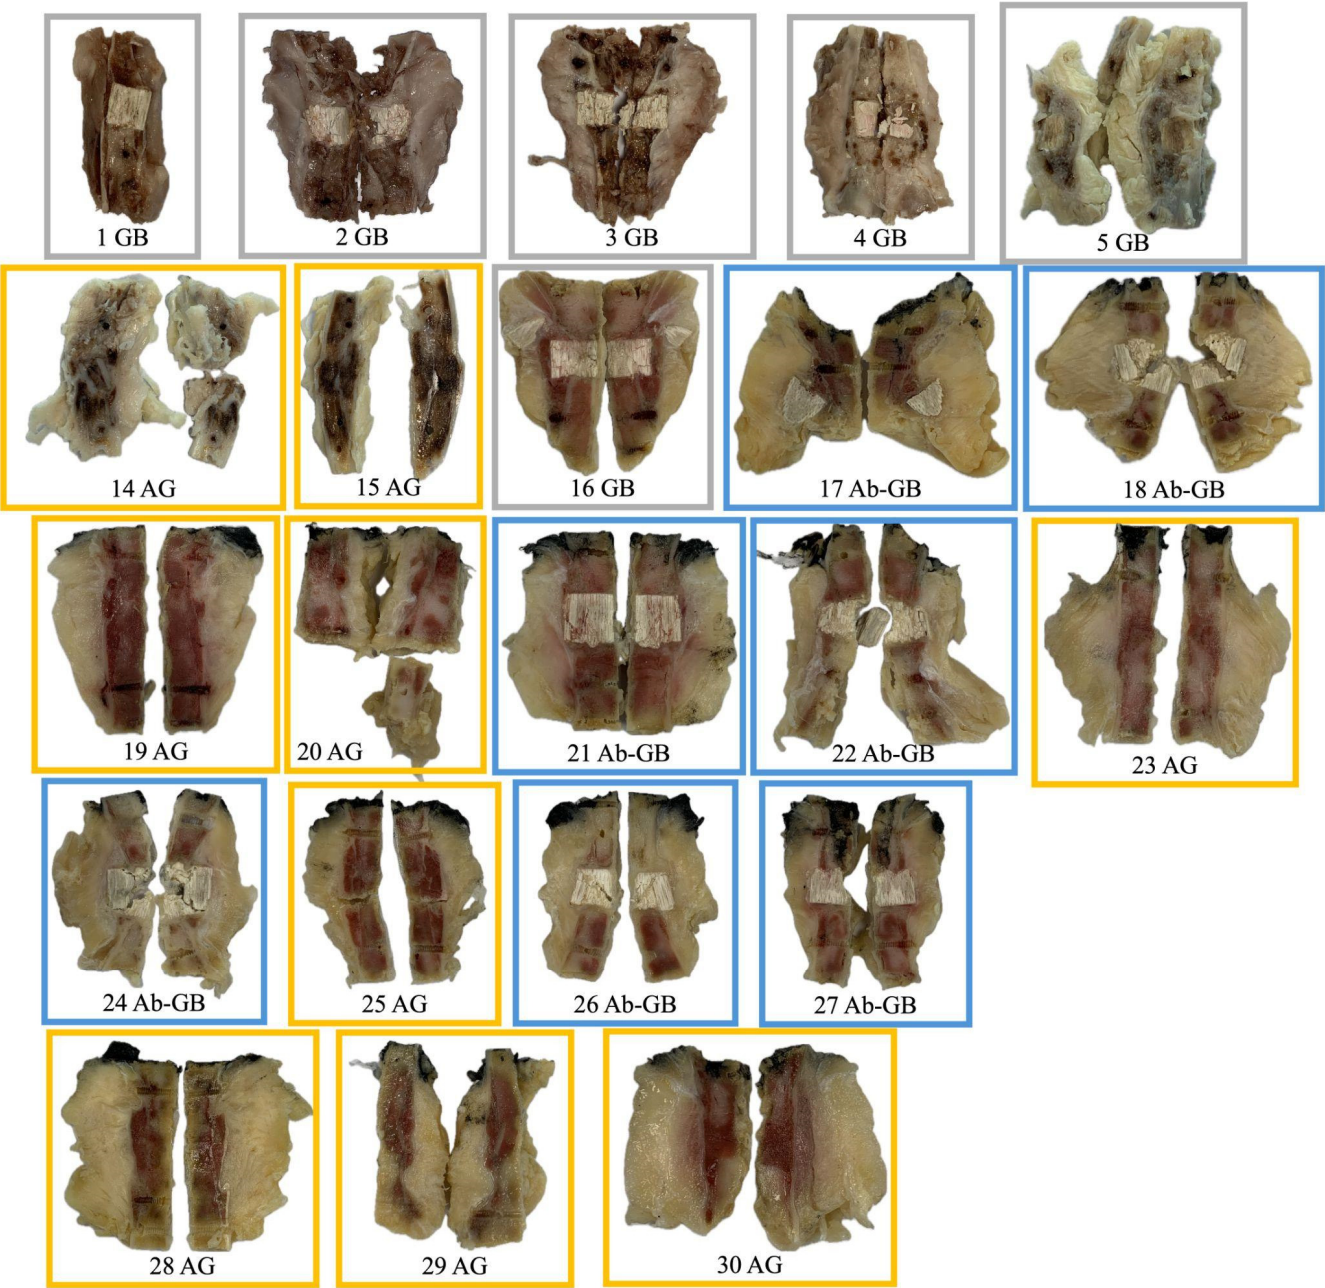 1 GB
2 GB
3 GB
4 GB
5 GB
14 AG
15 AG
16 GB
17 Ab-GB
18 Ab-GB
19 AG
20 AG
21 Ab-GB
22 Ab-GB
23 AG
24 Ab-GB
25 AG
26 Ab-GB
27 Ab-GB
28 AG
29 AG
30 AG